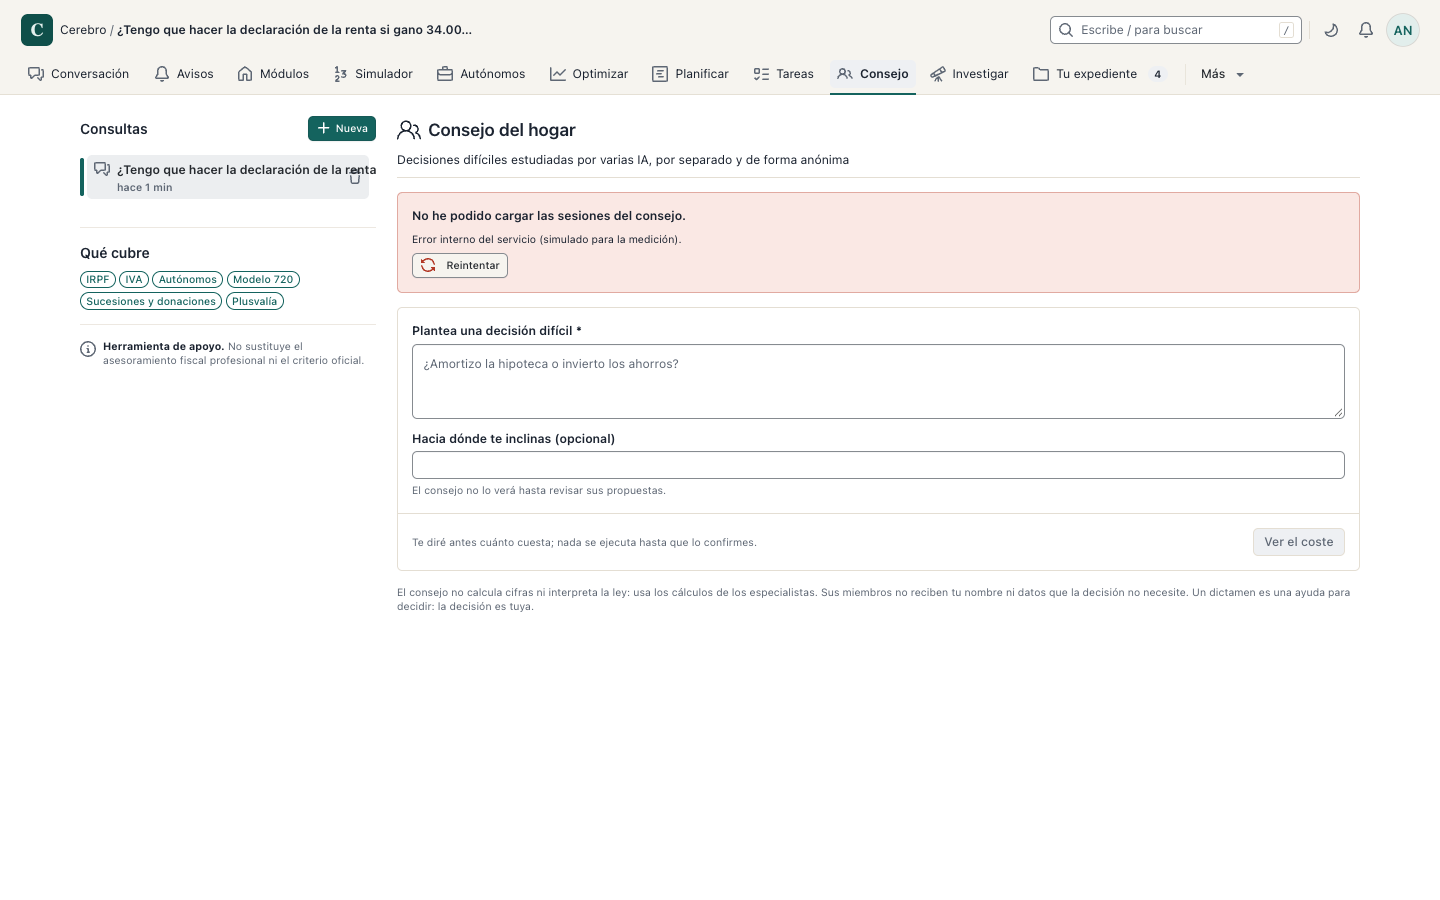 C Cerebro / ¿Tengo que hacer la declaración de la renta si gano 34.00...
Escribe / para buscar /
AN
Conversación
Avisos
Módulos
Simulador
Autónomos
Optimizar
Planificar
Tareas
Consejo
Investigar
Tu expediente 4
Más
Consultas
Nueva
¿Tengo que hacer la declaración de la renta
hace 1 min
Qué cubre
IRPF IVA Autónomos Modelo 720
Sucesiones y donaciones Plusvalía
Herramienta de apoyo. No sustituye el
asesoramiento fiscal profesional ni el criterio oficial.
Consejo del hogar
Decisiones difíciles estudiadas por varias IA, por separado y de forma anónima
No he podido cargar las sesiones del consejo.
Error interno del servicio (simulado para la medición).
Reintentar
Plantea una decisión difícil *
¿Amortizo la hipoteca o invierto los ahorros?
Hacia dónde te inclinas (opcional)
El consejo no lo verá hasta revisar sus propuestas.
Te diré antes cuánto cuesta; nada se ejecuta hasta que lo confirmes.
Ver el coste
El consejo no calcula cifras ni interpreta la ley: usa los cálculos de los especialistas. Sus miembros no reciben tu nombre ni datos que la decisión no necesite. Un dictamen es una ayuda para
decidir: la decisión es tuya.